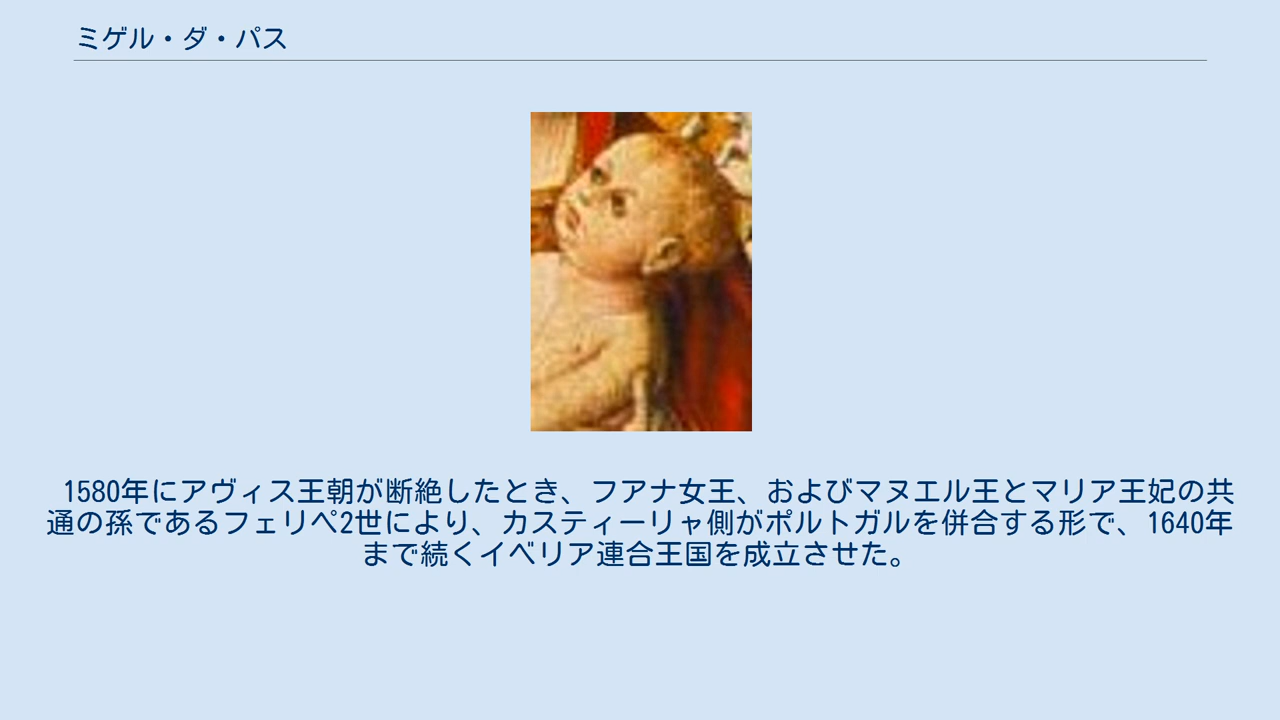 ミゲル・ダ・パス
1580年にアヴィス王朝が断絶したとき、フアナ女王、およびマヌエル王とマリア王妃の共
通の孫であるフェリペ2世により、カスティーリャ側がポルトガルを併合する形で、1640年
まで続くイベリア連合王国を成立させた。